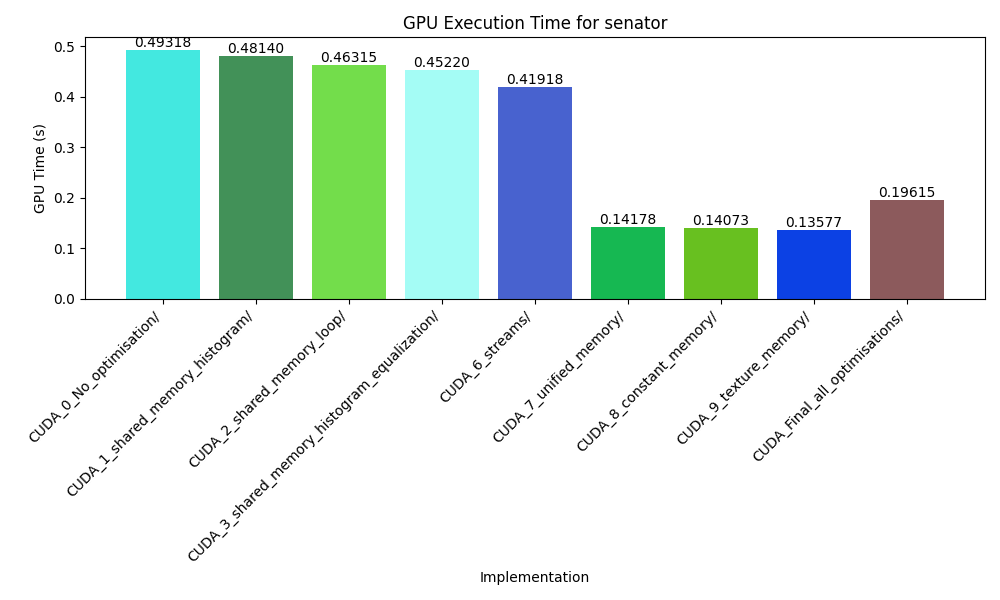 GPU Execution Time for senator
GPU Time (s)
0.5
0.4
0.3
0.2
0.1
0.0
0.49318
0.48140
0.46315
0.45220
0.41918
0.14178
0.14073
0.13577
0.19615
CUDA_0_No_optimisation/
CUDA_1_shared_memory_histogram/
CUDA_2_shared_memory_loop/
CUDA_3_shared_memory_histogram_equalization/
CUDA_6_streams/
CUDA_7_unified_memory/
CUDA_8_constant_memory/
CUDA_9_texture_memory/
CUDA_Final_all_optimisations/
Implementation